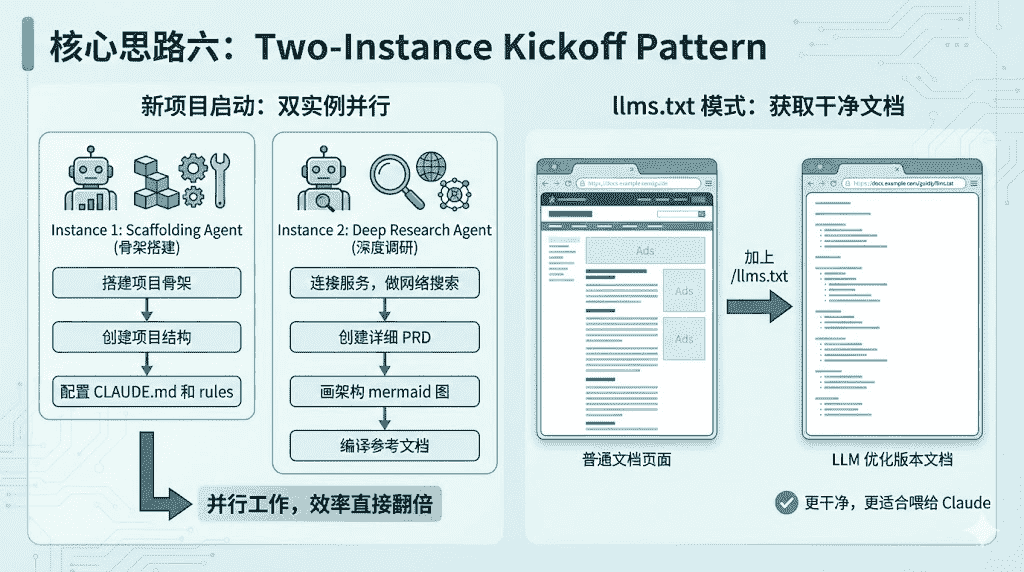 核心思路六：Two-Instance Kickoff Pattern
新项目启动：双实例并行
Instance 1: Scaffolding Agent
(骨架搭建)
搭建项目骨架
创建项目结构
配置 CLAUDE.md 和 rules
Instance 2: Deep Research Agent
(深度调研)
连接服务，做网络搜索
创建详细 PRD
画架构 mermaid 图
编译参考文档
并行工作，效率直接翻倍
llms.txt 模式：获取干净文档
Ads
Ads
Ads
普通文档页面
加上
/llms.txt
LLM 优化版本文档
更干净，更适合喂给 Claude